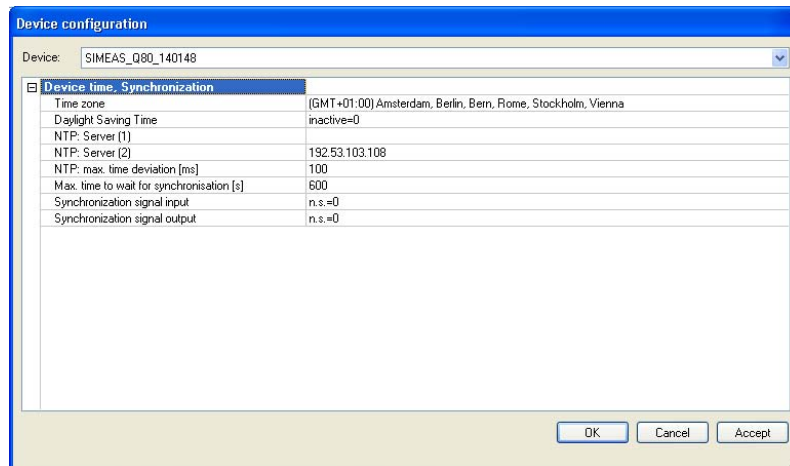 Device configuration
Device: SIMEAS_Q80_140148
Device time, Synchronization
Time zone (GMT+01:00) Amsterdam, Berlin, Bern, Rome, Stockholm, Vienna
Daylight Saving Time inactive=0
NTP: Server (1)
NTP: Server (2) 192.53.103.108
NTP: max. time deviation [ms] 100
Max. time to wait for synchronisation [s] 600
Synchronization signal input n.s.=0
Synchronization signal output n.s.=0
OK Cancel Accept